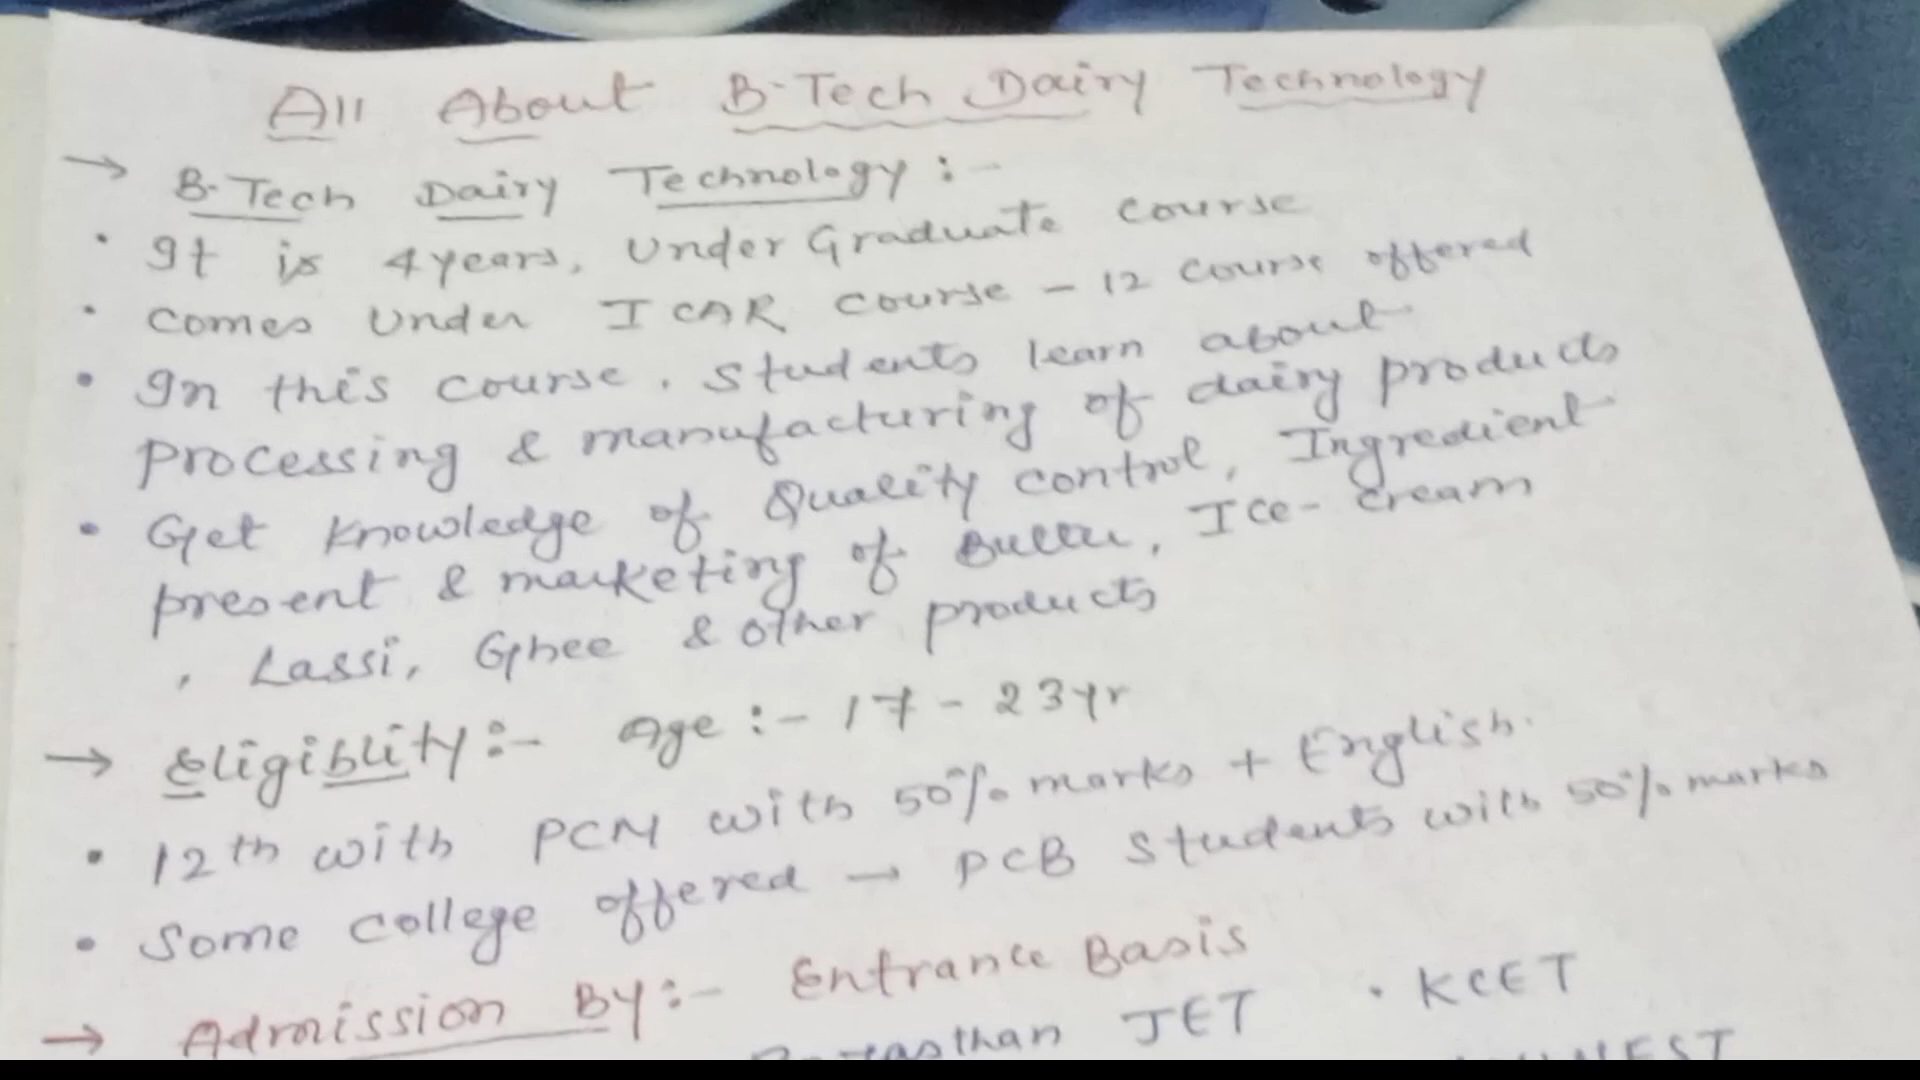 All About B-Tech Dairy Technology
→ B-Tech Dairy Technology :-
• It is 4 years, Under Graduate course
• comes Under ICAR course - 12 course offered
• In this course, students learn about
processing & manufacturing of dairy products
• Get knowledge of Quality control, Ingredient
present & marketing of Butter, Ice-cream
, Lassi, Ghee & other products
→ Eligiblity :- Age :- 17 - 23 yr
• 12th with PCM with 50% marks + English.
• Some college offered → PCB Students with 50% marks
→ Admission By :- Entrance Basis
Rajasthan JET • KCET